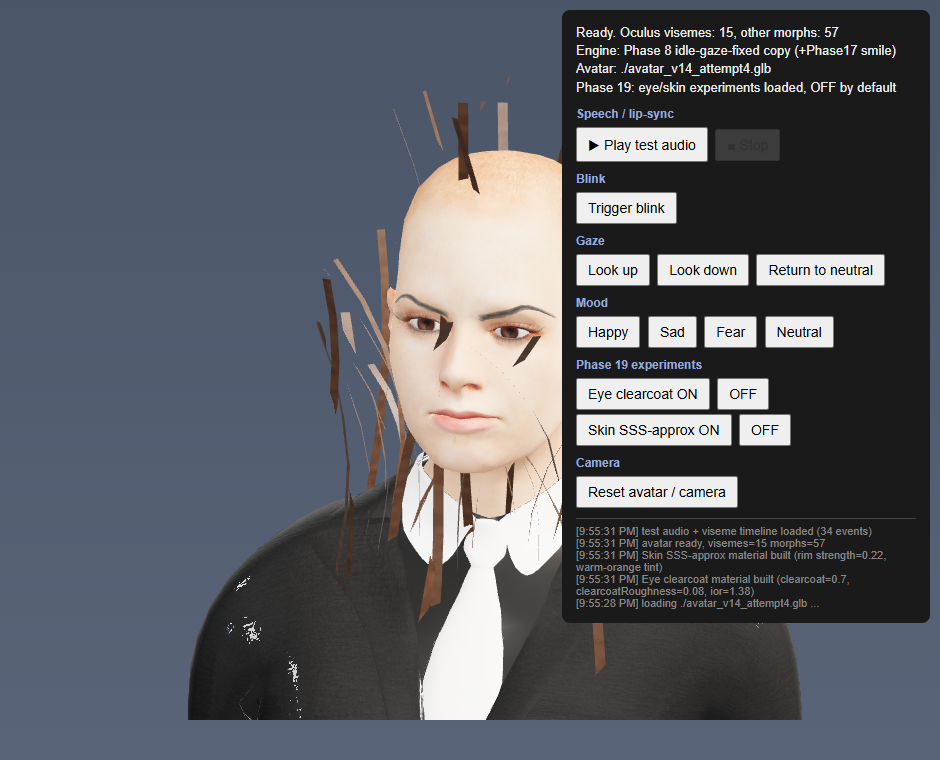 Ready. Oculus visemes: 15, other morphs: 57
Engine: Phase 8 idle-gaze-fixed copy (+Phase17 smile)
Avatar: ./avatar_v14_attempt4.glb
Phase 19: eye/skin experiments loaded, OFF by default
Speech / lip-sync
▶ Play test audio ■ Stop
Blink
Trigger blink
Gaze
Look up Look down Return to neutral
Mood
Happy Sad Fear Neutral
Phase 19 experiments
Eye clearcoat ON OFF
Skin SSS-approx ON OFF
Camera
Reset avatar / camera
[9:55:31 PM] test audio + viseme timeline loaded (34 events)
[9:55:31 PM] avatar ready, visemes=15 morphs=57
[9:55:31 PM] Skin SSS-approx material built (rim strength=0.22,
warm-orange tint)
[9:55:31 PM] Eye clearcoat material built (clearcoat=0.7,
clearcoatRoughness=0.08, ior=1.38)
[9:55:28 PM] loading ./avatar_v14_attempt4.glb ...